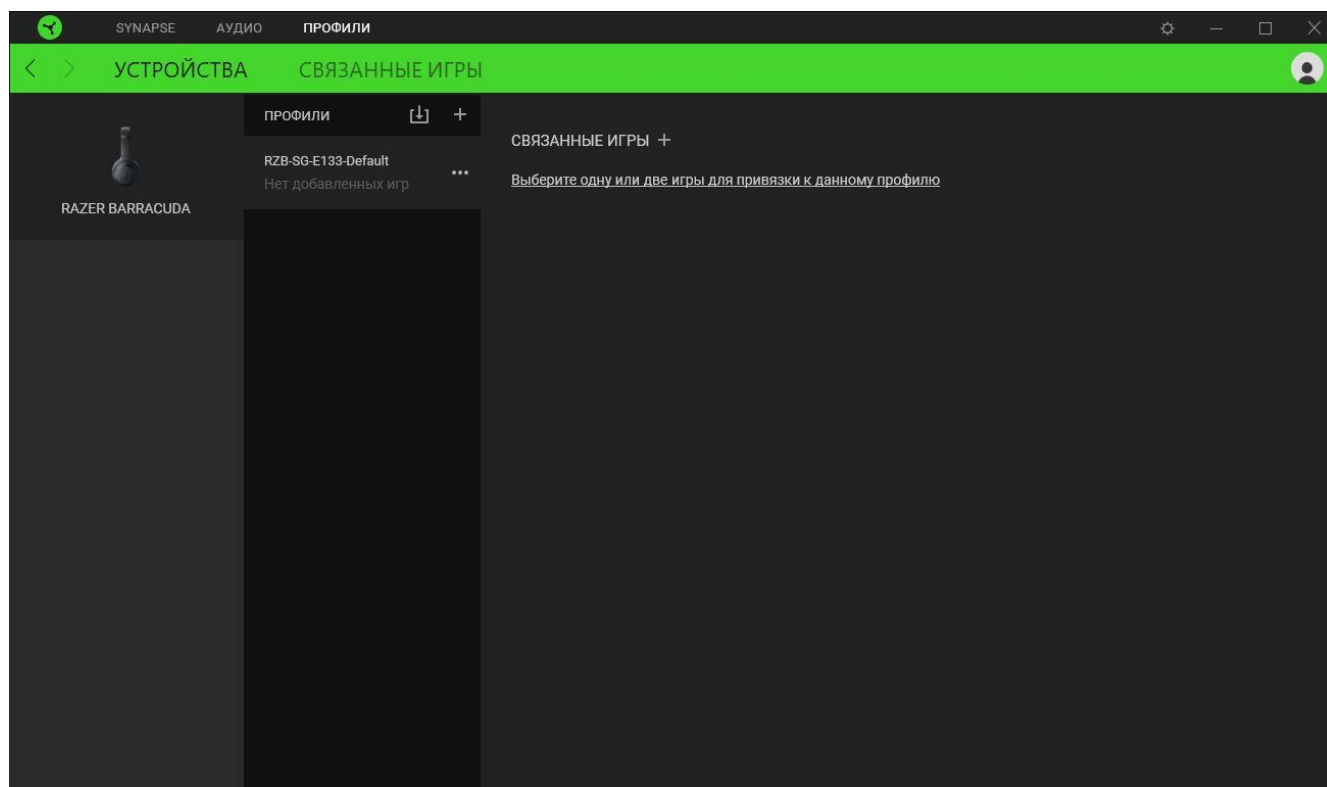 SYNAPSE АУДИО ПРОФИЛИ
УСТРОЙСТВА СВЯЗАННЫЕ ИГРЫ
RAZER BARRACUDA
ПРОФИЛИ
RZB-SG-E133-Default
Нет добавленных игр
СВЯЗАННЫЕ ИГРЫ
Выберите одну или две игры для привязки к данному профилю